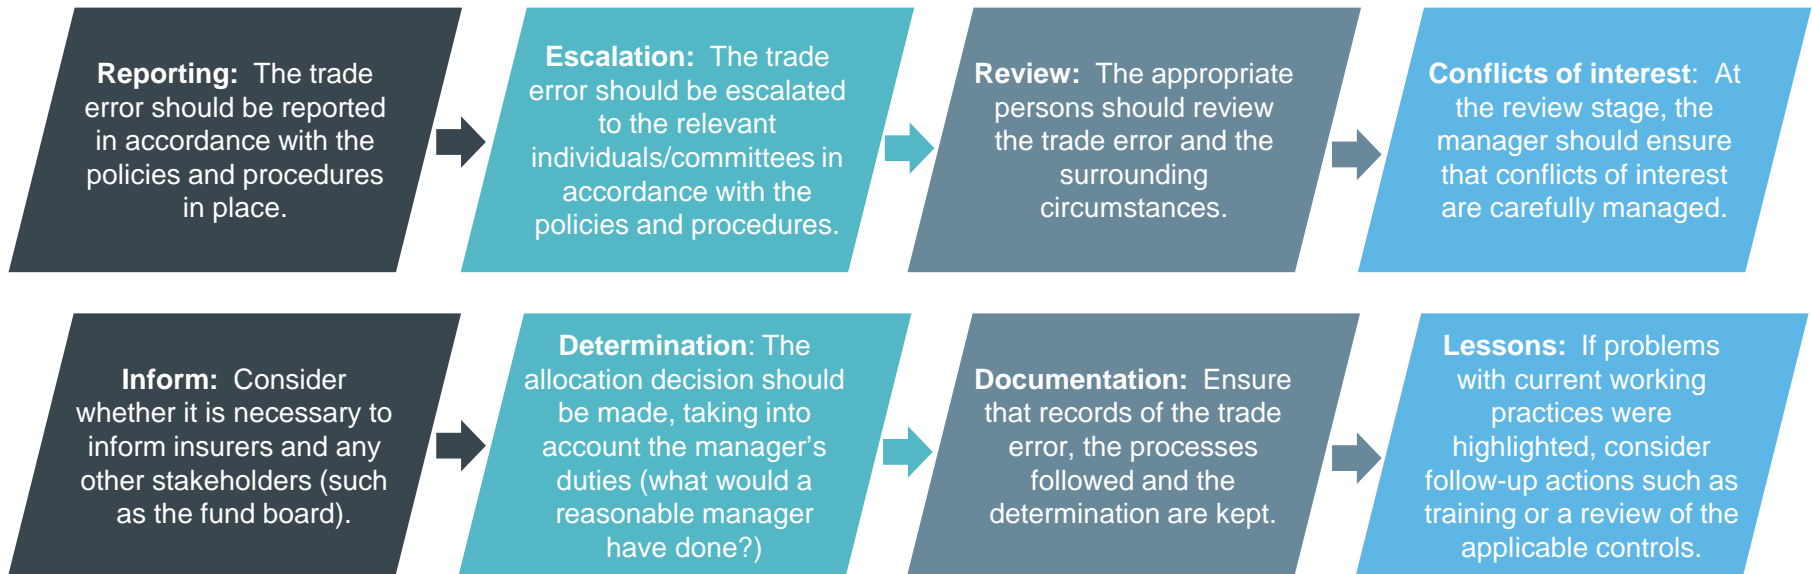 Reporting: The trade
error should be reported
in accordance with the
policies and procedures
in place.
Escalation: The trade
error should be escalated
to the relevant
individuals/committees in
accordance with the
policies and procedures.
Review: The appropriate
persons should review
the trade error and the
surrounding
circumstances.
Conflicts of interest: At
the review stage, the
manager should ensure
that conflicts of interest
are carefully managed.
Inform: Consider
whether it is necessary to
inform insurers and any
other stakeholders (such
as the fund board).
Determination: The
allocation decision should
be made, taking into
account the manager’s
duties (what would a
reasonable manager
have done?)
Documentation: Ensure
that records of the trade
error, the processes
followed and the
determination are kept.
Lessons: If problems
with current working
practices were
highlighted, consider
follow-up actions such as
training or a review of the
applicable controls.